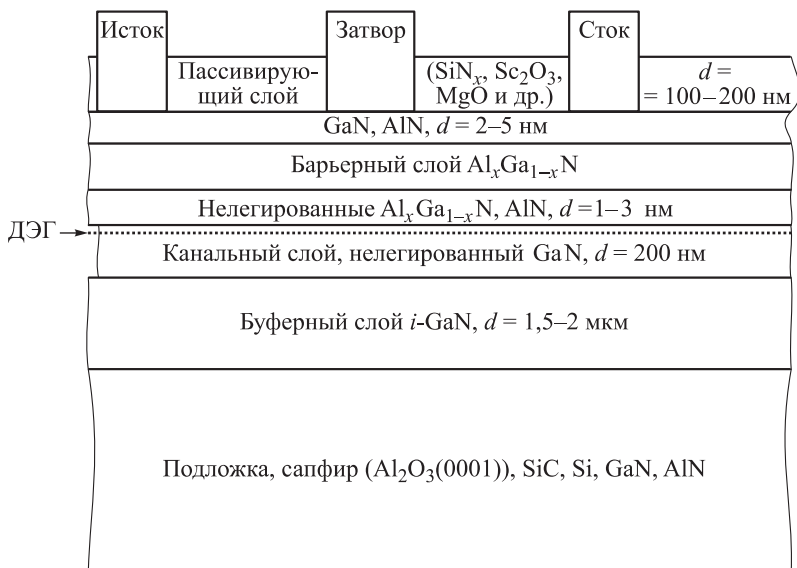 Исток
Затвор
Сток
Пассивирую-
щий слой
(SiNₓ, Sc₂O₃,
MgO и др.)
d =
= 100–200 нм
GaN, AlN, d = 2–5 нм
Барьерный слой AlₓGa₁₋ₓN
Нелегированные AlₓGa₁₋ₓN, AlN, d =1–3 нм
ДЭГ
Канальный слой, нелегированный GaN, d = 200 нм
Буферный слой i-GaN, d = 1,5–2 мкм
Подложка, сапфир (Al₂O₃(0001)), SiC, Si, GaN, AlN